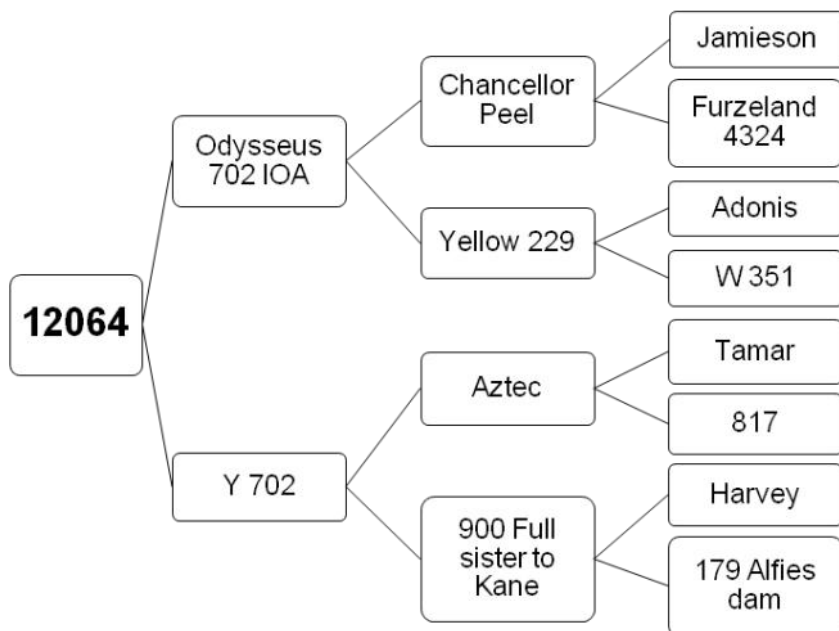 12064
Odysseus
702 IOA
Y 702
Chancellor
Peel
Yellow 229
Aztec
900 Full
sister to
Kane
Jamieson
Furzeland
4324
Adonis
W 351
Tamar
817
Harvey
179 Alfies
dam